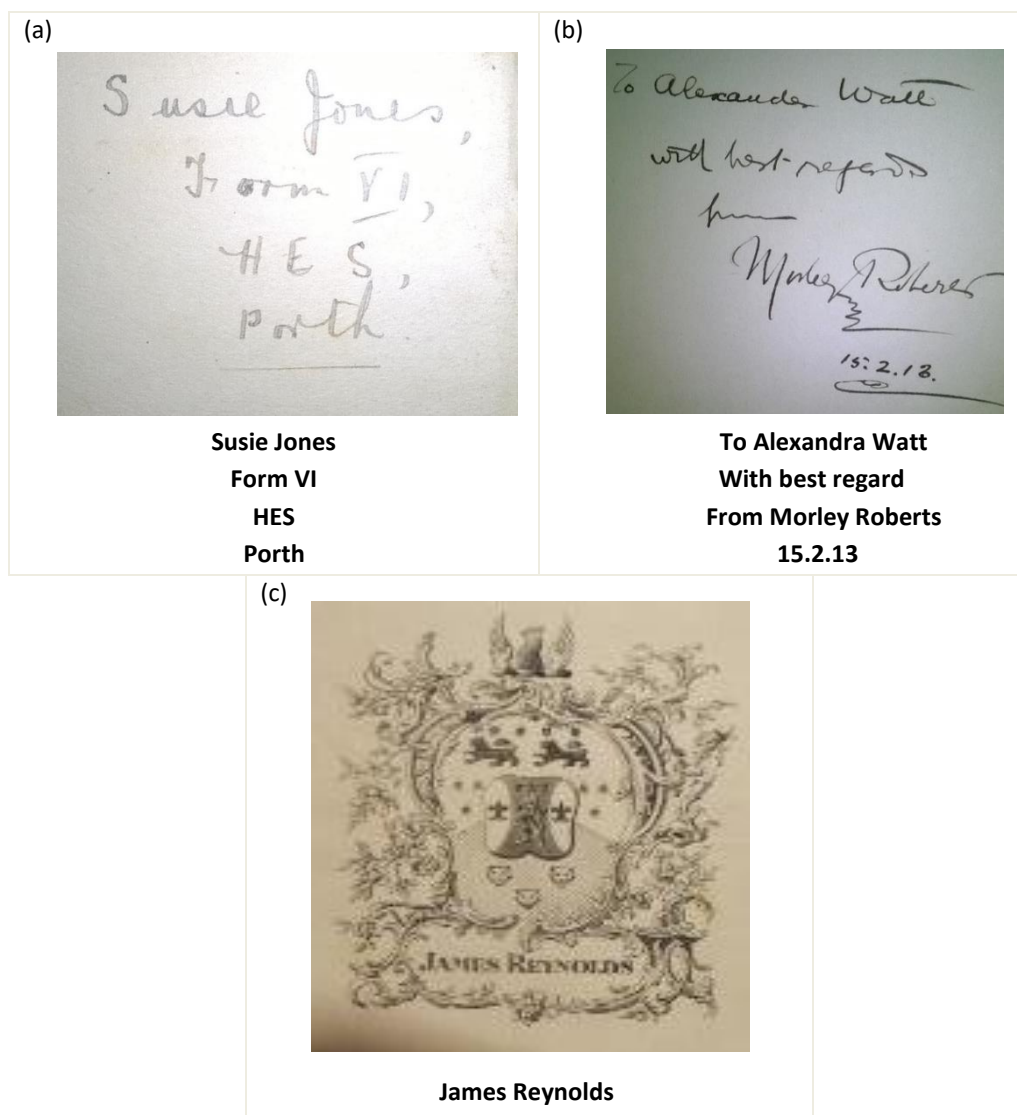 (a)
Susie Jones,
Form VI,
HES,
Porth.
Susie Jones
Form VI
HES
Porth
(b)
To Alexander Watt
with best regards
from
Morley Roberts
15.2.13.
To Alexandra Watt
With best regard
From Morley Roberts
15.2.13
(c)
JAMES REYNOLDS
James Reynolds